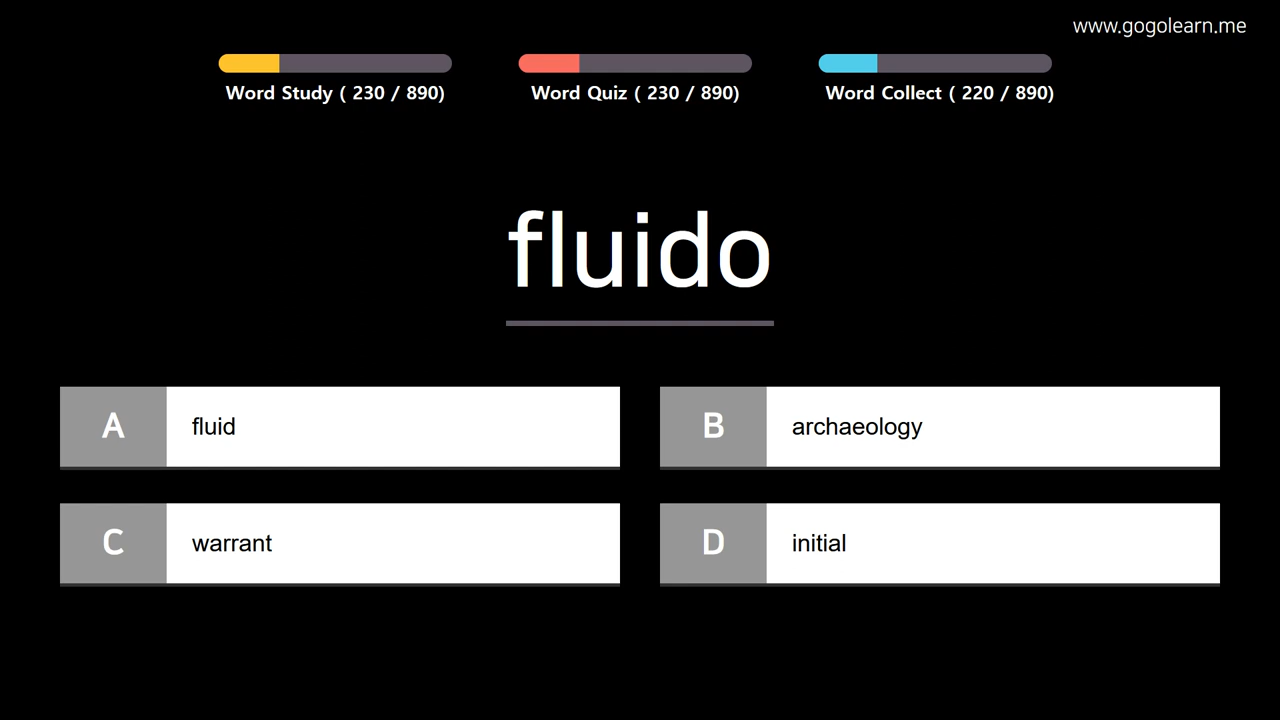 www.gogolearn.me
Word Study ( 230 / 890)
Word Quiz ( 230 / 890)
Word Collect ( 220 / 890)
fluido
A
fluid
B
archaeology
C
warrant
D
initial